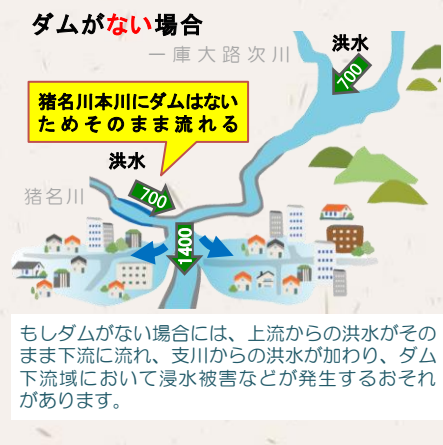 ダムがない場合
一庫大路次川
洪水
700
猪名川本川にダムはない
ためそのまま流れる
洪水
猪名川
700
1400
もしダムがない場合には、上流からの洪水がその
まま下流に流れ、支川からの洪水が加わり、ダム
下流域において浸水被害などが発生するおそれ
があります。